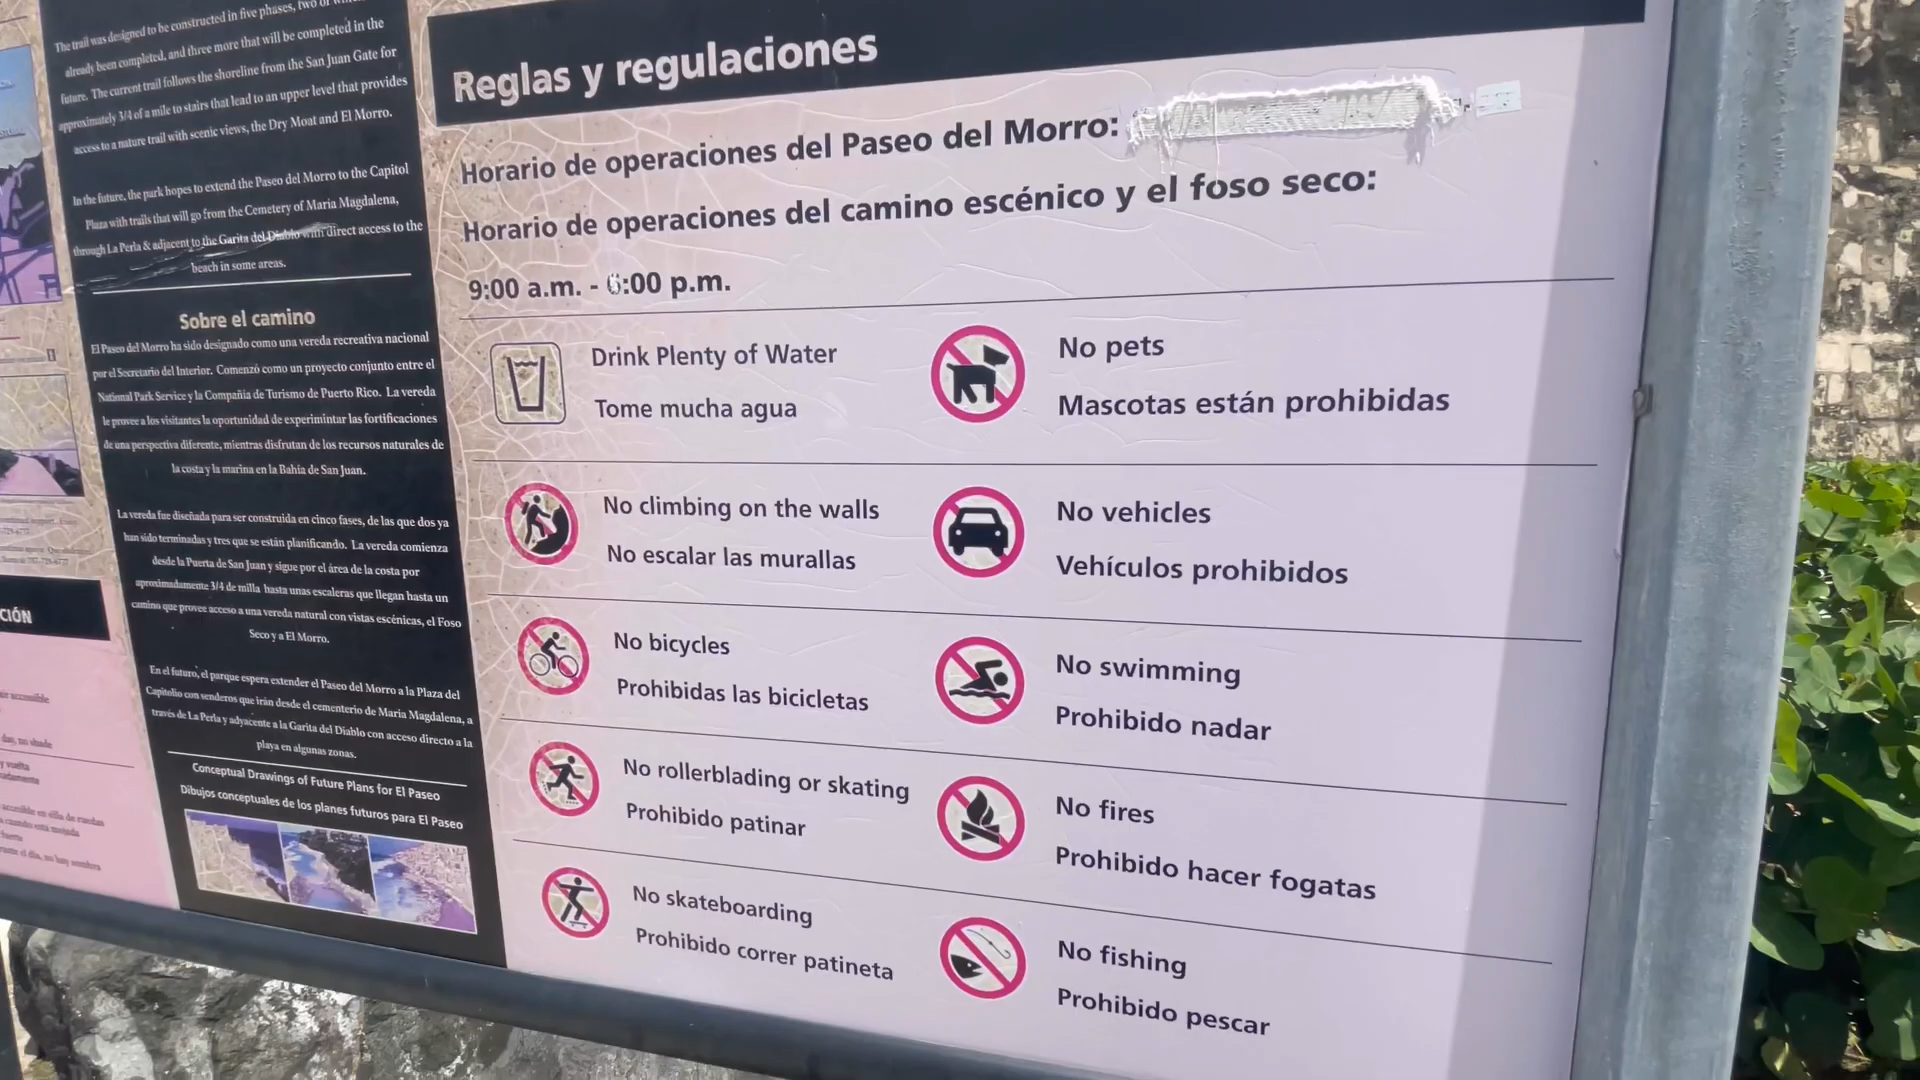 The trail was designed to be constructed in five phases, two of
already been completed, and three more that will be completed in the
future. The current trail follows the shoreline from the San Juan Gate for
approximately 3/4 of a mile to stairs that lead to an upper level that provides
access to a nature trail with scenic views, the Dry Moat and El Morro.
In the future, the park hopes to extend the Paseo del Morro to the Capitol
Plaza with trails that will go from the Cemetery of Maria Magdalena,
through La Perla & adjacent to the Garita del Diablo with direct access to the
beach in some areas.
Sobre el camino
El Paseo del Morro ha sido designado como una vereda recreativa nacional
por el Secretario del Interior. Comenzó como un proyecto conjunto entre el
National Park Service y la Compañia de Turismo de Puerto Rico. La vereda
le provee a los visitantes la oportunidad de experimintar las fortificaciones
de una perspectiva diferente, mientras disfrutan de los recursos naturales de
la costa y la marina en la Bahia de San Juan.
La vereda fue diseñada para ser construida en cinco fases, de las que dos ya
han sido terminadas y tres que se están planificando. La vereda comienza
desde la Puerta de San Juan y sigue por el área de la costa por
aproximadamente 3/4 de milla hasta unas escaleras que llegan hasta un
camino que provee acceso a una vereda natural con vistas escénicas, el Foso
Seco y a El Morro.
En el futuro, el parque espera extender el Paseo del Morro a la Plaza del
Capitolio con senderos que irán desde el cementerio de Maria Magdalena, a
través de La Perla y adyacente a la Garita del Diablo con acceso directo a la
playa en algunas zonas.
Conceptual Drawings of Future Plans for El Paseo
Dibujos conceptuales de los planes futuros para El Paseo
Reglas y regulaciones
Horario de operaciones del Paseo del Morro:
Horario de operaciones del camino escénico y el foso seco:
9:00 a.m. - 6:00 p.m.
Drink Plenty of Water
Tome mucha agua
No pets
Mascotas están prohibidas
No climbing on the walls
No escalar las murallas
No vehicles
Vehículos prohibidos
No bicycles
Prohibidas las bicicletas
No swimming
Prohibido nadar
No rollerblading or skating
Prohibido patinar
No fires
Prohibido hacer fogatas
No skateboarding
Prohibido correr patineta
No fishing
Prohibido pescar